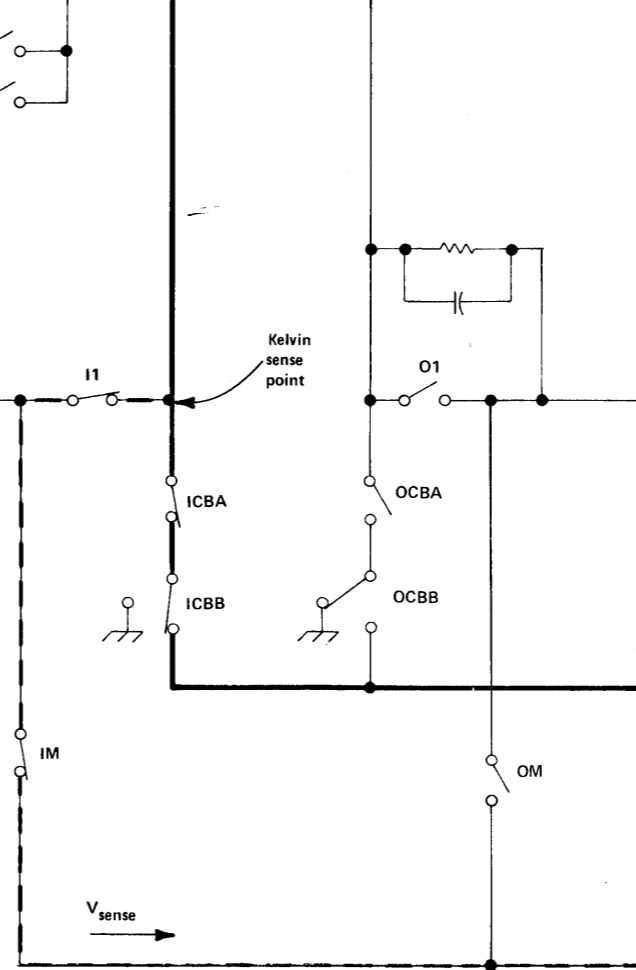 Kelvin
sense
point
I1
O1
ICBA
OCBA
ICBB
OCBB
IM
OM
Vsense